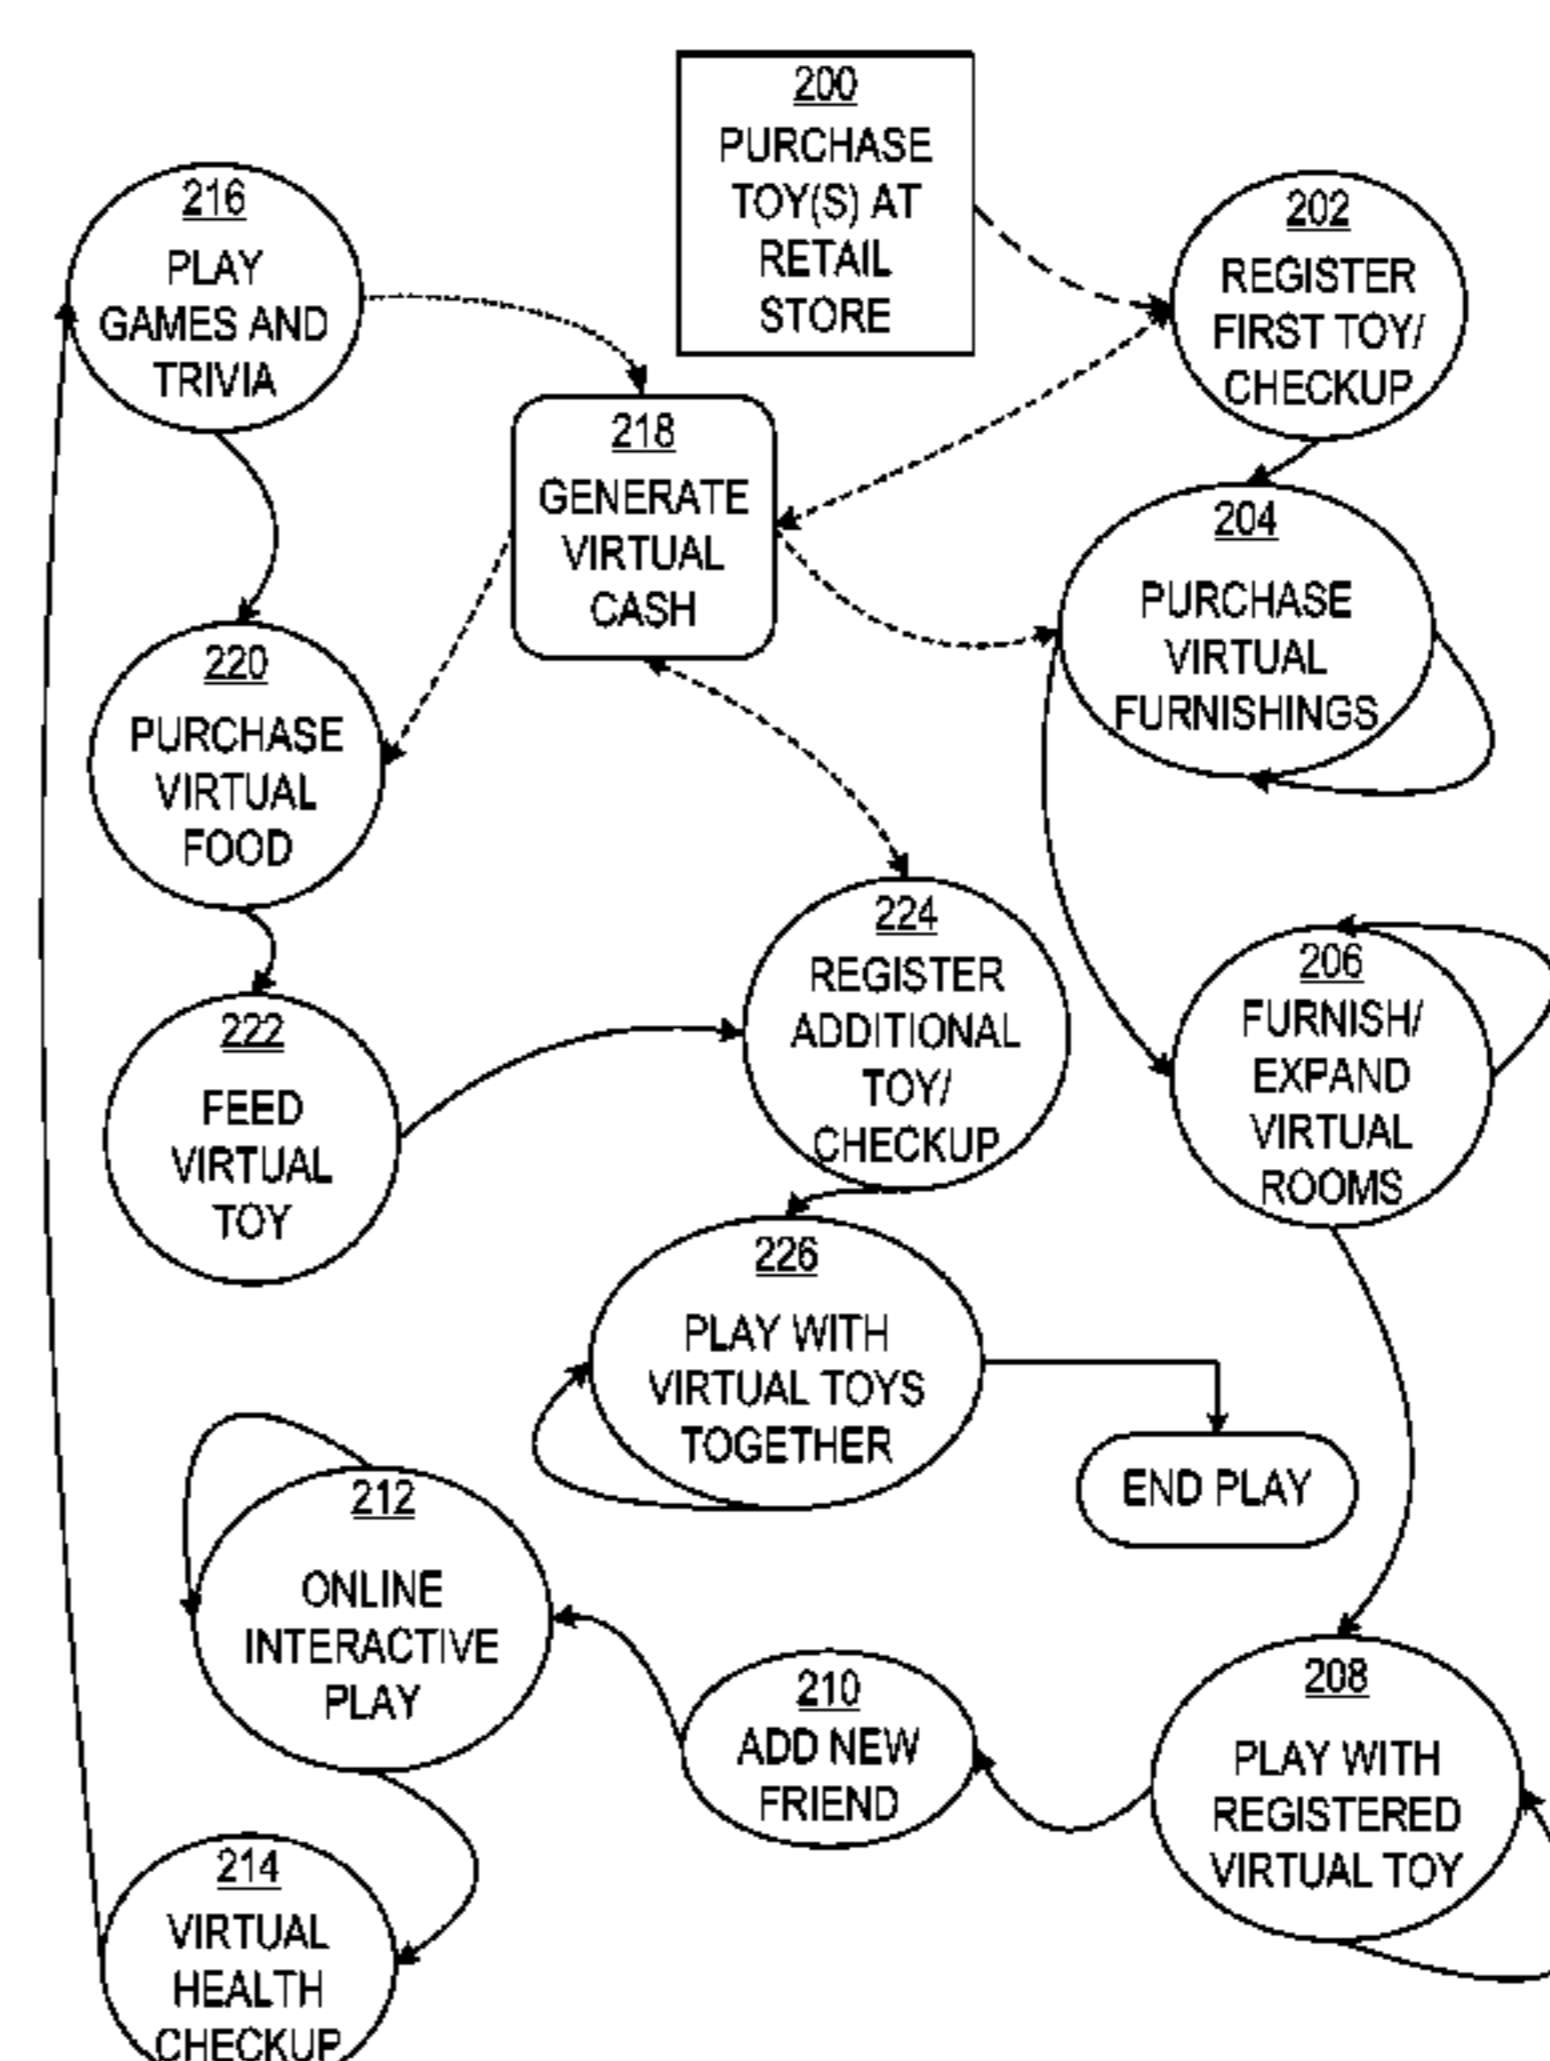 200
PURCHASE
TOY(S) AT
RETAIL
STORE
202
REGISTER
FIRST TOY/
CHECKUP
216
PLAY
GAMES AND
TRIVIA
218
GENERATE
VIRTUAL
CASH
204
PURCHASE
VIRTUAL
FURNISHINGS
220
PURCHASE
VIRTUAL
FOOD
224
REGISTER
ADDITIONAL
TOY/
CHECKUP
206
FURNISH/
EXPAND
VIRTUAL
ROOMS
222
FEED
VIRTUAL
TOY
226
PLAY WITH
VIRTUAL TOYS
TOGETHER
END PLAY
212
ONLINE
INTERACTIVE
PLAY
210
ADD NEW
FRIEND
208
PLAY WITH
REGISTERED
VIRTUAL TOY
214
VIRTUAL
HEALTH
CHECKUP